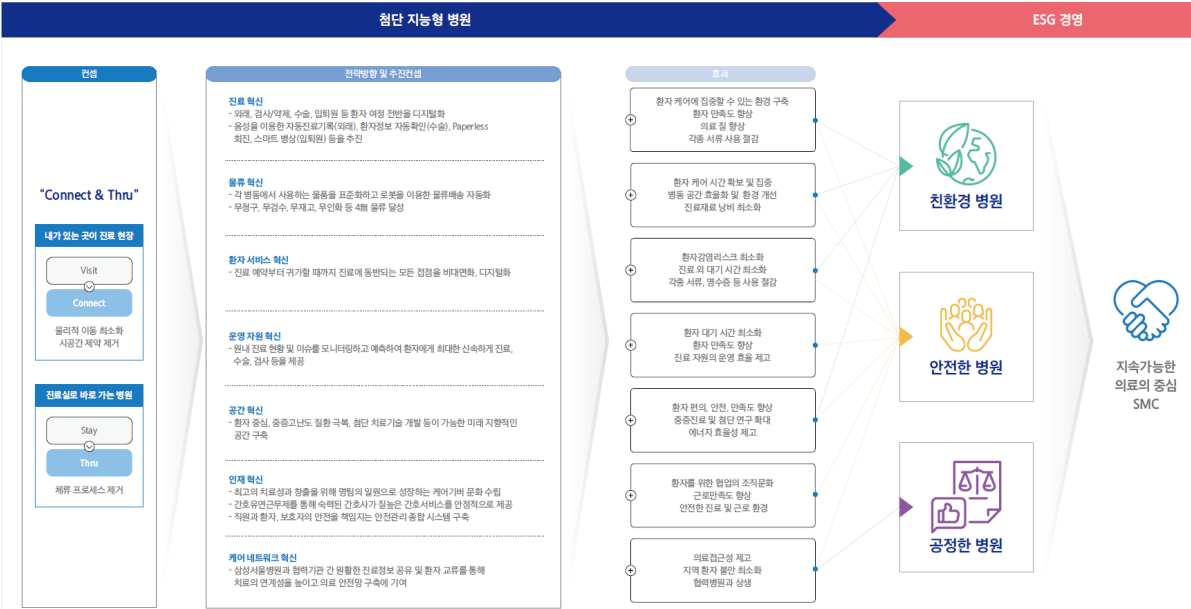 첨단 지능형 병원
ESG 경영
컨셉
“Connect & Thru”
내가 있는 곳이 진료 현장
Visit
Connect
물리적 이동 최소화
시공간 제약 제거
진료실로 바로 가는 병원
Stay
Thru
체류 프로세스 제거
전략방향 및 추진컨셉
진료 혁신
- 외래, 검사/약제, 수술, 입퇴원 등 환자 여정 전반을 디지털화
- 음성을 이용한 자동진료기록(외래), 환자정보 자동확인(수술), Paperless
회진, 스마트 병상(입퇴원) 등을 추진
물류 혁신
- 각 병동에서 사용하는 물품을 표준화하고 로봇을 이용한 물류배송 자동화
- 무청구, 무검수, 무재고, 무인화 등 4無 물류 달성
환자 서비스 혁신
- 진료 예약부터 귀가할 때까지 진료에 동반되는 모든 접점을 비대면화, 디지털화
운영 자원 혁신
- 원내 진료 현황 및 이슈를 모니터링하고 예측하여 환자에게 최대한 신속하게 진료,
수술, 검사 등을 제공
공간 혁신
- 환자 중심, 중증고난도 질환 극복, 첨단 치료기술 개발 등이 가능한 미래 지향적인
공간 구축
인재 혁신
- 최고의 치료성과 창출을 위해 명팀의 일원으로 성장하는 케어기버 문화 수립
- 간호유연근무제를 통해 숙련된 간호사가 질높은 간호서비스를 안정적으로 제공
- 직원과 환자, 보호자의 안전을 책임지는 안전관리 종합 시스템 구축
케어 네트워크 혁신
- 삼성서울병원과 협력기관 간 원활한 진료정보 공유 및 환자 교류를 통해
치료의 연계성을 높이고 의료 안전망 구축에 기여
효과
환자 케어에 집중할 수 있는 환경 구축
환자 만족도 향상
의료 질 향상
각종 서류 사용 절감
환자 케어 시간 확보 및 집중
병동 공간 효율화 및 환경 개선
진료재료 낭비 최소화
환자감염리스크 최소화
진료 외 대기 시간 최소화
각종 서류, 영수증 등 사용 절감
환자 대기 시간 최소화
환자 만족도 향상
진료 자원의 운영 효율 제고
환자 편의, 안전, 만족도 향상
중증진료 및 첨단 연구 확대
에너지 효율성 제고
환자를 위한 협업의 조직문화
근로만족도 향상
안전한 진료 및 근로 환경
의료접근성 제고
지역 환자 불안 최소화
협력병원과 상생
친환경 병원
안전한 병원
공정한 병원
지속가능한
의료의 중심
SMC